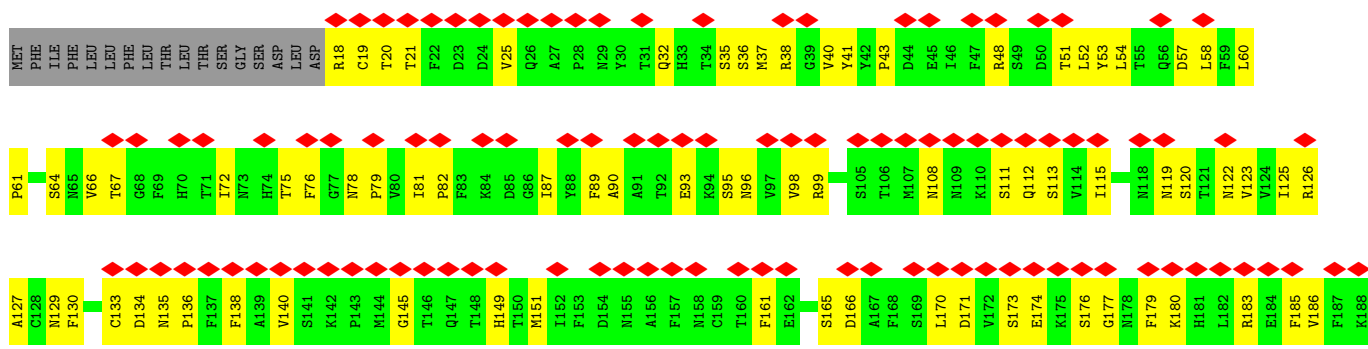 MET PHE ILE PHE LEU LEU PHE LEU THR LEU THR SER GLY SER ASP LEU ASP R18 C19 T20 T21 F22 D23 D24 V25 Q26 A27 P28 N29 Y30 T31 Q32 H33 T34 S35 S36 M37 R38 G39 V40 Y41 Y42 P43 D44 E45 I46 F47 R48 S49 D50 T51 L52 Y53 L54 T55 Q56 D57 L58 F59 L60
P61 S64 N65 V66 T67 G68 F69 H70 T71 I72 N73 H74 T75 F76 G77 N78 P79 V80 I81 P82 F83 K84 D85 G86 I87 Y88 F89 A90 A91 T92 E93 K94 S95 N96 V97 V98 R99 S105 T106 M107 N108 N109 K110 S111 Q112 S113 V114 I115 N118 N119 S120 T121 N122 V123 V124 I125 R126
A127 C128 N129 F130 C133 D134 N135 P136 F137 F138 A139 V140 S141 K142 P143 M144 G145 T146 Q147 T148 H149 T150 M151 I152 F153 D154 N155 A156 F157 N158 C159 T160 F161 E162 S165 D166 A167 F168 S169 L170 D171 V172 S173 E174 K175 S176 G177 N178 F179 K180 H181 L182 R183 E184 F185 V186 F187 K188